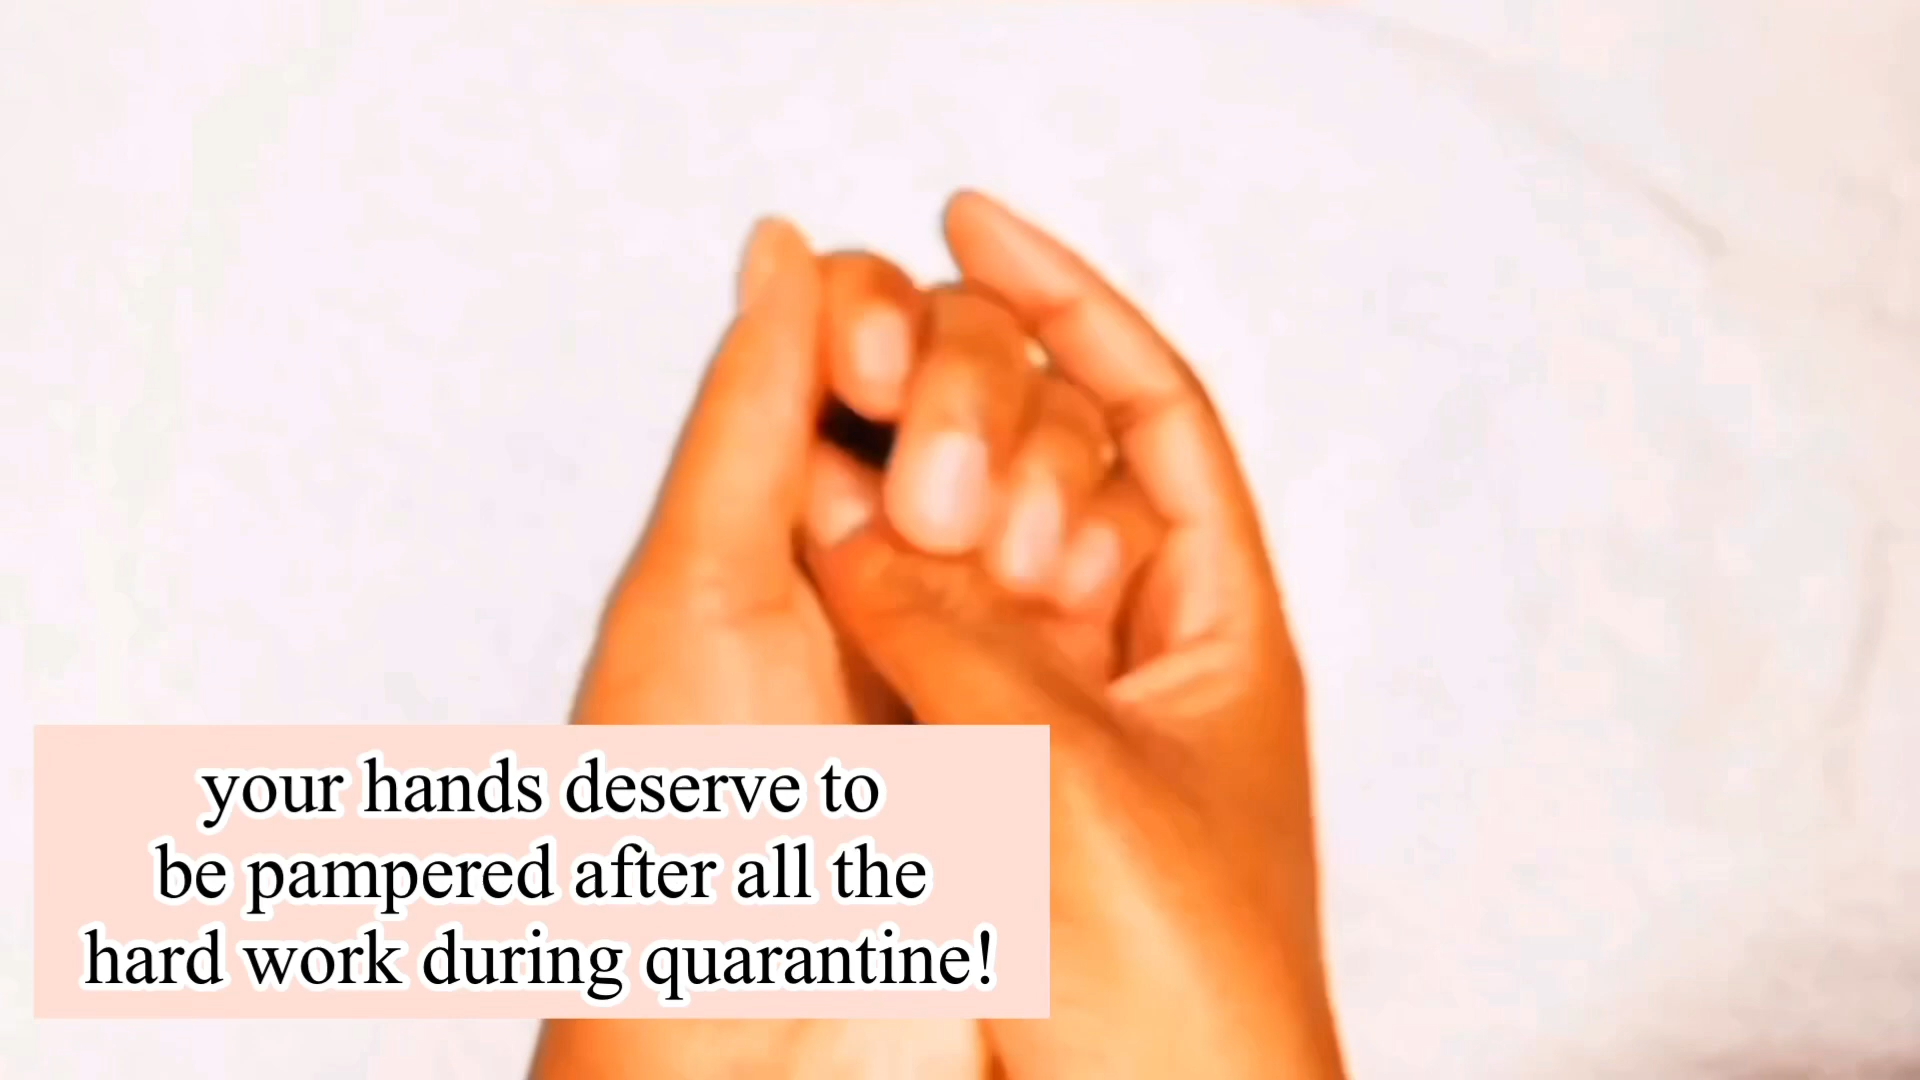 your hands deserve to
be pampered after all the
hard work during quarantine!